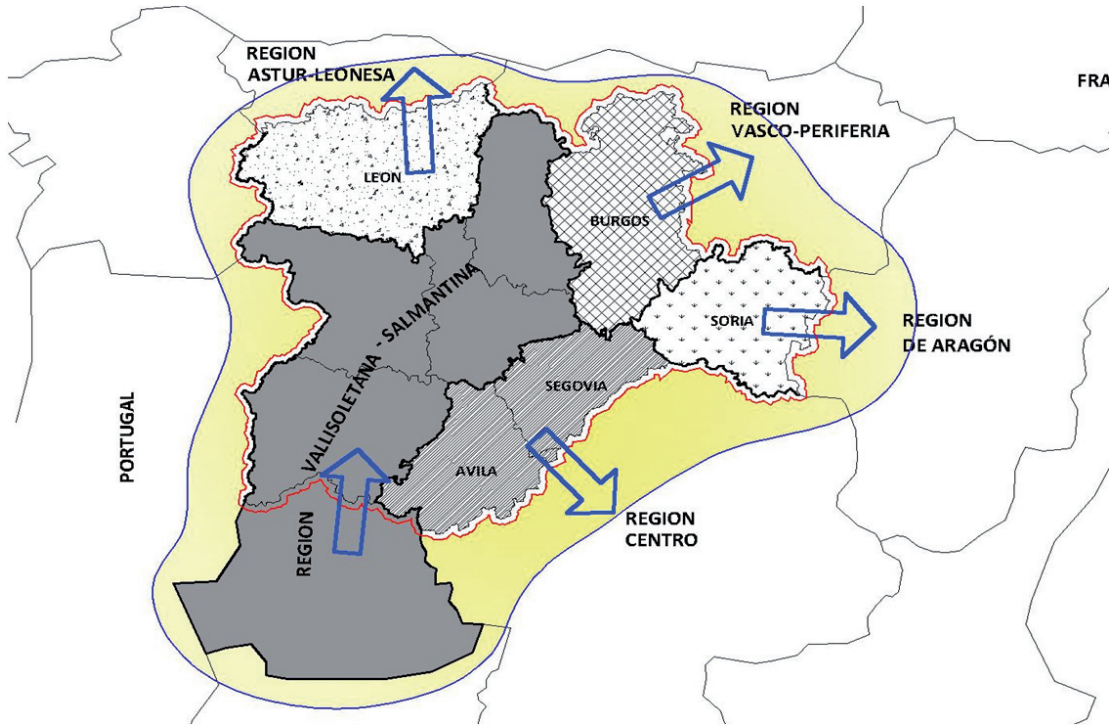 REGION
ASTUR-LEONESA
FRA
REGION
VASCO-PERIFERIA
LEON
BURGOS
SORIA
REGION
DE ARAGÓN
SEGOVIA
AVILA
REGION
CENTRO
PORTUGAL
REGION
VALLISOLETANA - SALMANTINA